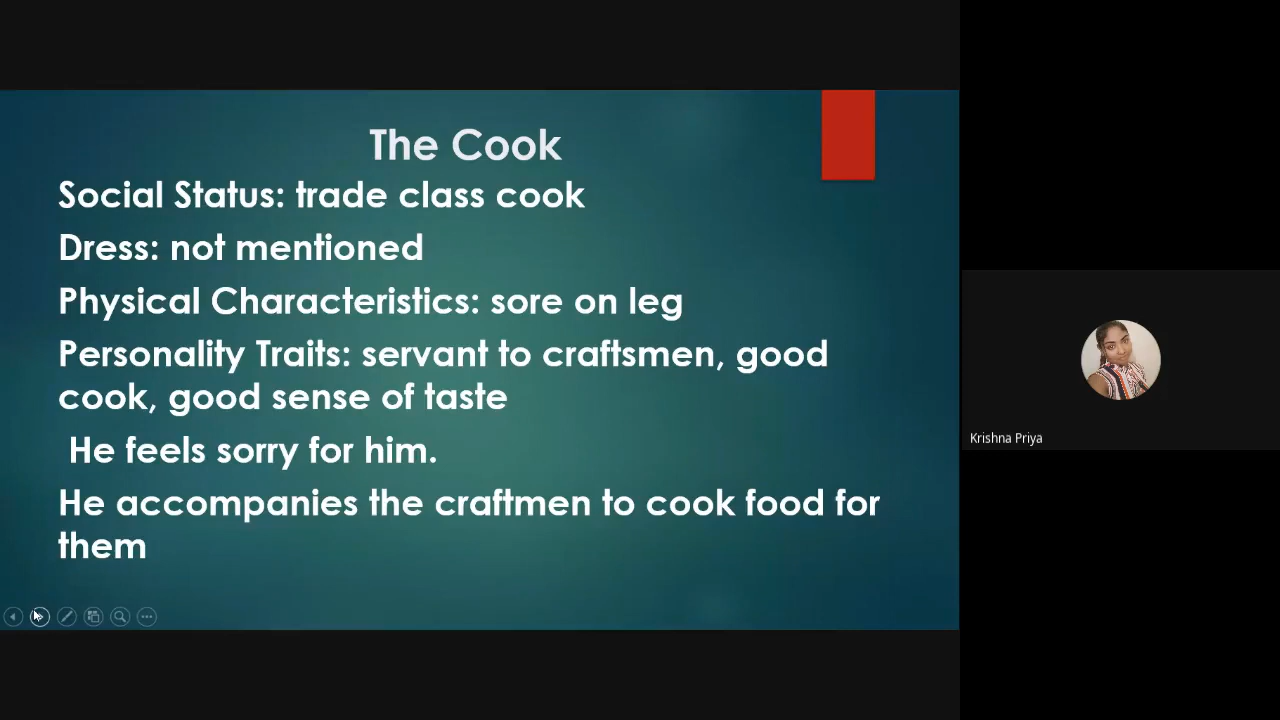 The Cook
Social Status: trade class cook
Dress: not mentioned
Physical Characteristics: sore on leg
Personality Traits: servant to craftsmen, good
cook, good sense of taste
He feels sorry for him.
He accompanies the craftmen to cook food for
them
Krishna Priya